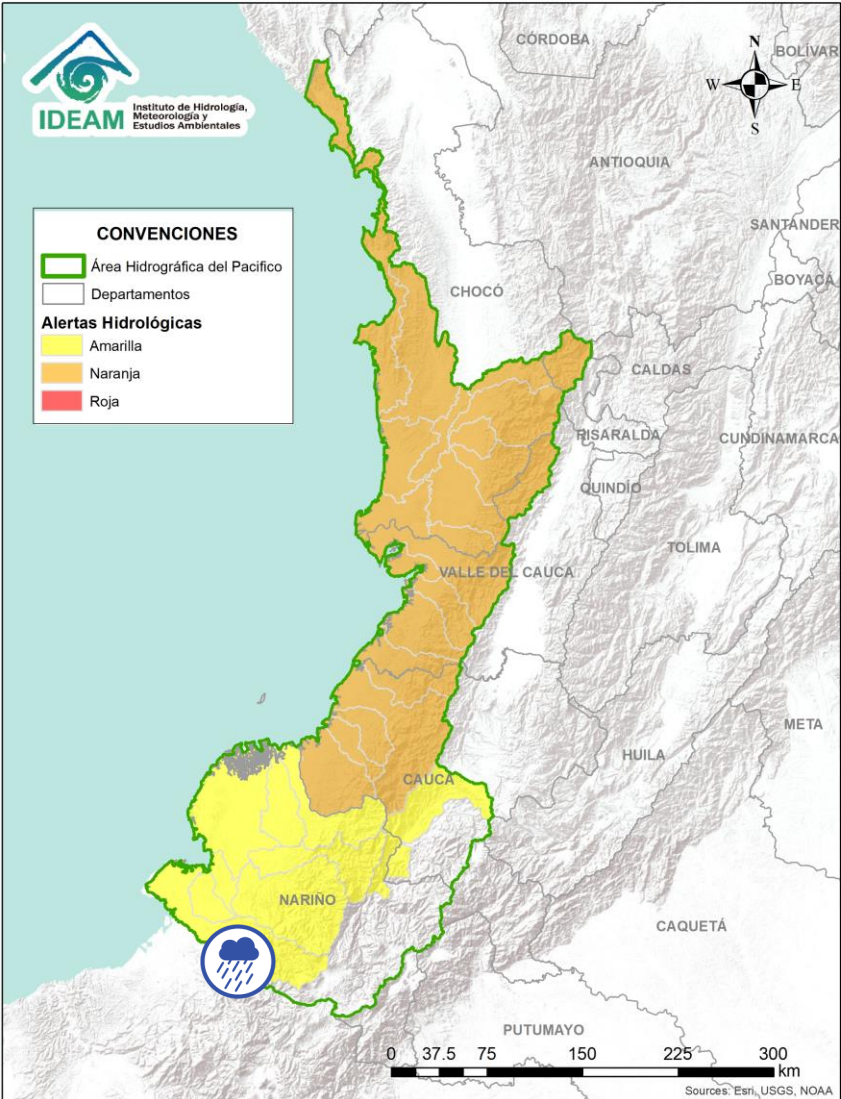 IDEAM
Instituto de Hidrología,
Meteorología y
Estudios Ambientales
N
W
E
S
CONVENCIONES
Área Hidrográfica del Pacifico
Departamentos
Alertas Hidrológicas
Amarilla
Naranja
Roja
CÓRDOBA
BOLÍVAR
ANTIOQUIA
SANTANDER
BOYACÁ
CHOCÓ
CALDAS
RISARALDA
CUNDINAMARCA
QUINDÍO
TOLIMA
VALLE DEL CAUCA
META
HUILA
CAUCA
NARIÑO
CAQUETÁ
PUTUMAYO
0 37.5 75 150 225 300
km
Sources: Esri, USGS, NOAA